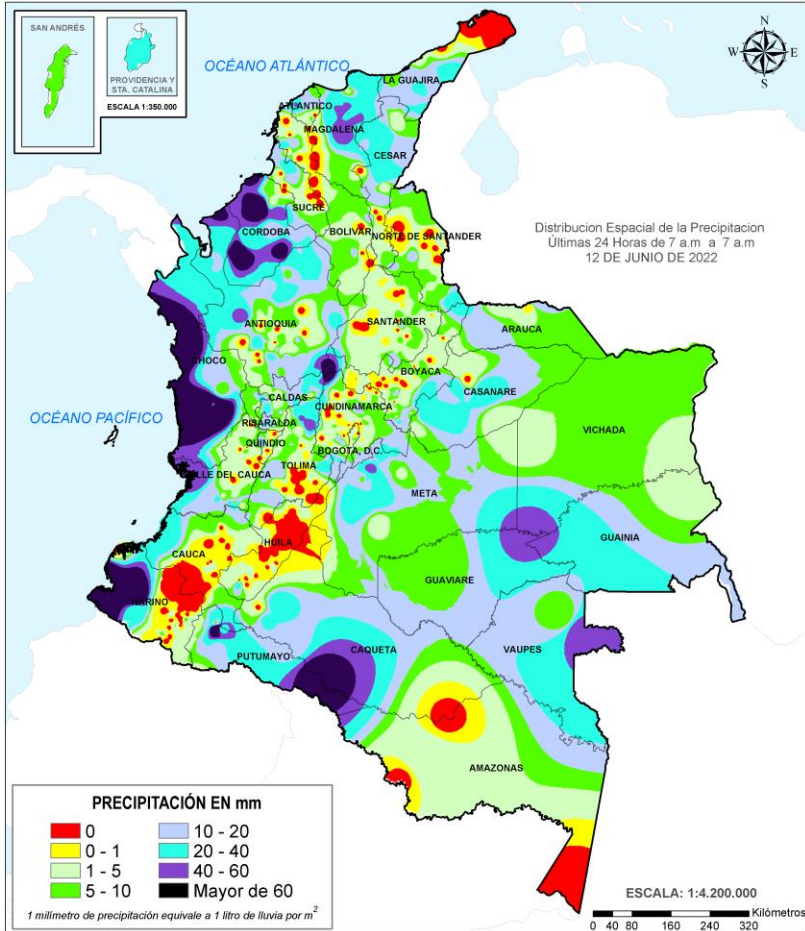 SAN ANDRÉS
PROVIDENCIA Y
STA. CATALINA
ESCALA 1:350.000
OCÉANO ATLÁNTICO
N
W
E
S
LA GUAJIRA
ATLANTICO
MAGDALENA
CESAR
SUCRE
CORDOBA
BOLIVAR
NORTE DE SANTANDER
Distribucion Espacial de la Precipitacion
Últimas 24 Horas de 7 a.m a 7 a.m
12 DE JUNIO DE 2022
ANTIOQUIA
SANTANDER
ARAUCA
CHOCO
BOYACA
CASANARE
CALDAS
CUNDINAMARCA
OCÉANO PACÍFICO
RISARALDA
VICHADA
QUINDIO
BOGOTA, D.C.
TOLIMA
VALLE DEL CAUCA
META
HUILA
GUAINIA
CAUCA
GUAVIARE
NARIÑO
CAQUETA
VAUPES
PUTUMAYO
AMAZONAS
PRECIPITACIÓN EN mm
0
0 - 1
1 - 5
5 - 10
10 - 20
20 - 40
40 - 60
Mayor de 60
1 milímetro de precipitación equivale a 1 litro de lluvia por m²
ESCALA: 1:4.200.000
Kilómetros
0 40 80 160 240 320